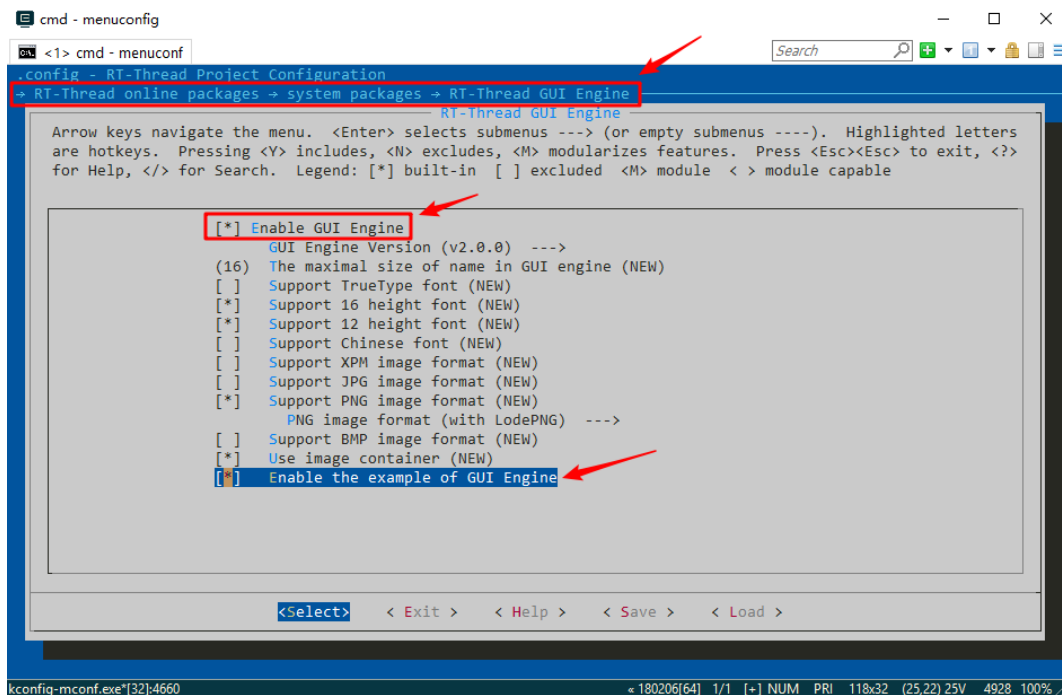 cmd - menuconfig
<1> cmd - menuconf
Search
.config - RT-Thread Project Configuration
→ RT-Thread online packages → system packages → RT-Thread GUI Engine
RT-Thread GUI Engine
Arrow keys navigate the menu.  <Enter> selects submenus ---> (or empty submenus ----).  Highlighted letters
are hotkeys.  Pressing <Y> includes, <N> excludes, <M> modularizes features.  Press <Esc><Esc> to exit, <?>
for Help, </> for Search.  Legend: [*] built-in  [ ] excluded  <M> module  < > module capable
[*] Enable GUI Engine
GUI Engine Version (v2.0.0)  --->
(16)  The maximal size of name in GUI engine (NEW)
[ ]   Support TrueType font (NEW)
[*]   Support 16 height font (NEW)
[*]   Support 12 height font (NEW)
[ ]   Support Chinese font (NEW)
[ ]   Support XPM image format (NEW)
[ ]   Support JPG image format (NEW)
[*]   Support PNG image format (NEW)
PNG image format (with LodePNG)  --->
[ ]   Support BMP image format (NEW)
[*]   Use image container (NEW)
[*]   Enable the example of GUI Engine
<Select>    < Exit >    < Help >    < Save >    < Load >
kconfig-mconf.exe*[32]:4660
« 180206[64]  1/1  [+] NUM  PRI  118x32  (25,22) 25V  4928  100%